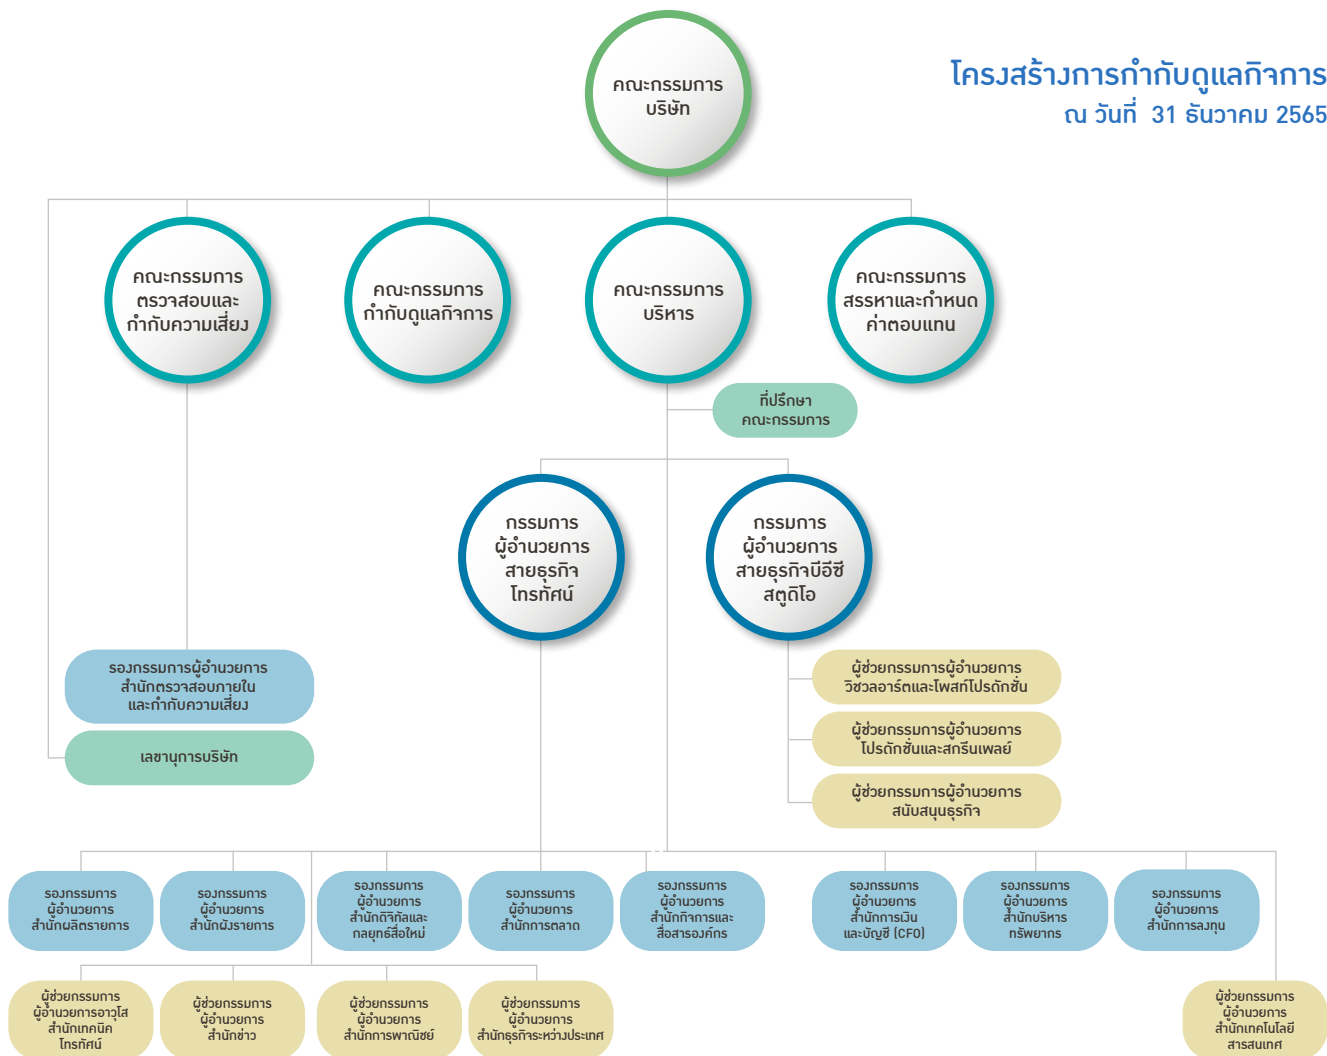 โครงสร้างการกำกับดูแลกิจการ
ณ วันที่ 31 ธันวาคม 2565
คณะกรรมการ
บริษัท
คณะกรรมการ
ตรวจสอบและ
กำกับความเสี่ยง
คณะกรรมการ
กำกับดูแลกิจการ
คณะกรรมการ
บริหาร
คณะกรรมการ
สรรหาและกำหนด
ค่าตอบแทน
ที่ปรึกษา
คณะกรรมการ
กรรมการ
ผู้อำนวยการ
สายธุรกิจ
โทรทัศน์
กรรมการ
ผู้อำนวยการ
สายธุรกิจบีอีซี
สตูดิโอ
รองกรรมการผู้อำนวยการ
สำนักตรวจสอบภายใน
และกำกับความเสี่ยง
เลขานุการบริษัท
ผู้ช่วยกรรมการผู้อำนวยการ
วิชวลอาร์ตและโพสท์โปรดักชั่น
ผู้ช่วยกรรมการผู้อำนวยการ
โปรดักชั่นและสกรีนเพลย์
ผู้ช่วยกรรมการผู้อำนวยการ
สนับสนุนธุรกิจ
รองกรรมการ
ผู้อำนวยการ
สำนักผลิตรายการ
รองกรรมการ
ผู้อำนวยการ
สำนักผังรายการ
รองกรรมการ
ผู้อำนวยการ
สำนักดิจิทัลและ
กลยุทธ์สื่อใหม่
รองกรรมการ
ผู้อำนวยการ
สำนักการตลาด
รองกรรมการ
ผู้อำนวยการ
สำนักกิจการและ
สื่อสารองค์กร
รองกรรมการ
ผู้อำนวยการ
สำนักการเงิน
และบัญชี (CFO)
รองกรรมการ
ผู้อำนวยการ
สำนักบริหาร
ทรัพยากร
รองกรรมการ
ผู้อำนวยการ
สำนักการลงทุน
ผู้ช่วยกรรมการ
ผู้อำนวยการอาวุโส
สำนักเทคนิค
โทรทัศน์
ผู้ช่วยกรรมการ
ผู้อำนวยการ
สำนักข่าว
ผู้ช่วยกรรมการ
ผู้อำนวยการ
สำนักการพาณิชย์
ผู้ช่วยกรรมการ
ผู้อำนวยการ
สำนักธุรกิจระหว่างประเทศ
ผู้ช่วยกรรมการ
ผู้อำนวยการ
สำนักเทคโนโลยี
สารสนเทศ